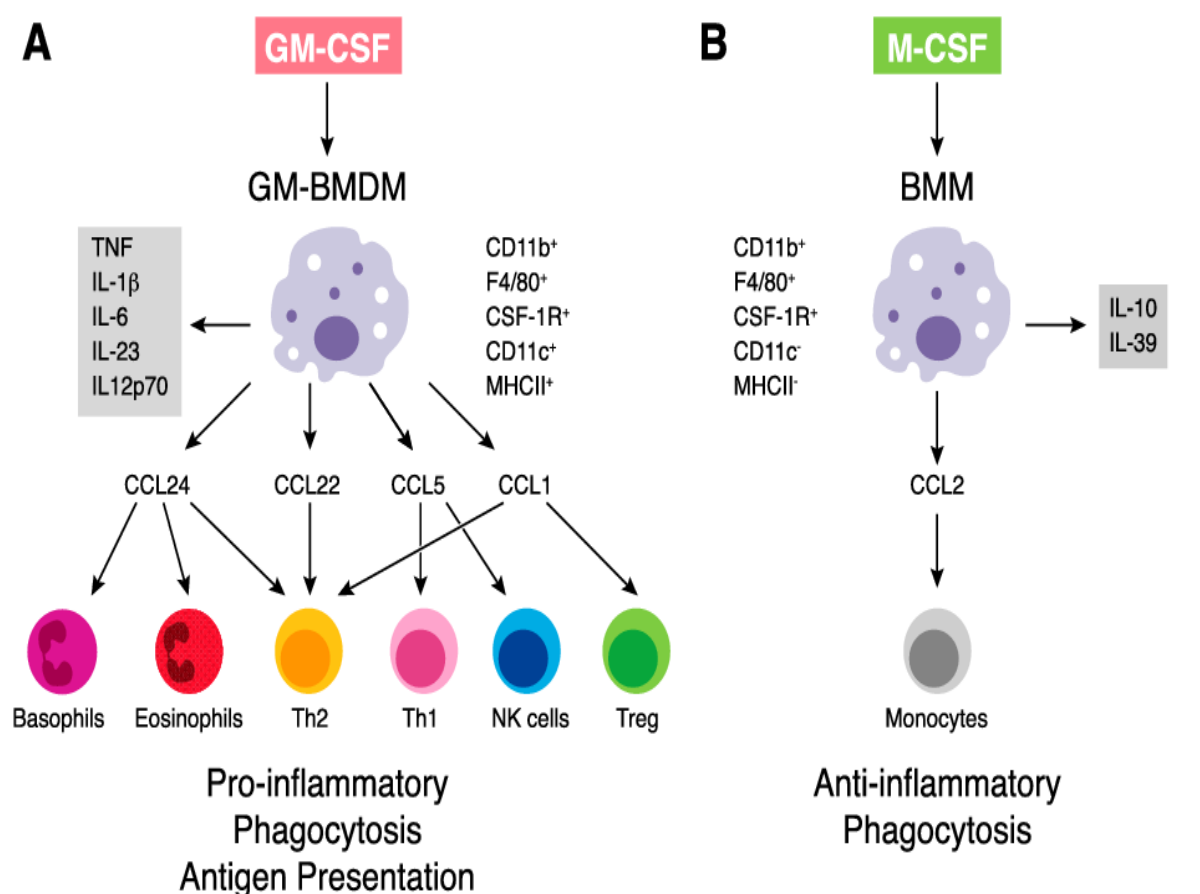 A
GM-CSF
GM-BMDM
TNF
IL-1β
IL-6
IL-23
IL12p70
CD11b⁺
F4/80⁺
CSF-1R⁺
CD11c⁺
MHCII⁺
CCL24
CCL22
CCL5
CCL1
Basophils
Eosinophils
Th2
Th1
NK cells
Treg
Pro-inflammatory
Phagocytosis
Antigen Presentation
B
M-CSF
BMM
CD11b⁺
F4/80⁺
CSF-1R⁺
CD11c⁻
MHCII⁻
IL-10
IL-39
CCL2
Monocytes
Anti-inflammatory
Phagocytosis